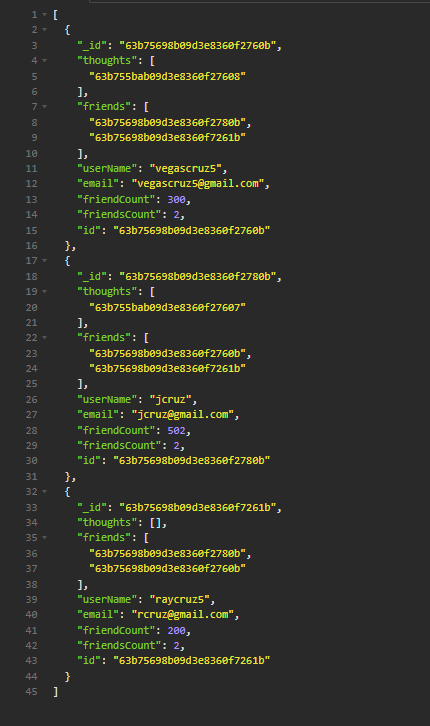 1 [
2 {
3 "_id": "63b75698b09d3e8360f2760b",
4 "thoughts": [
5 "63b755bab09d3e8360f27608"
6 ],
7 "friends": [
8 "63b75698b09d3e8360f2780b",
9 "63b75698b09d3e8360f7261b"
10 ],
11 "userName": "vegascruz5",
12 "email": "vegascruz5@gmail.com",
13 "friendCount": 300,
14 "friendsCount": 2,
15 "id": "63b75698b09d3e8360f2760b"
16 },
17 {
18 "_id": "63b75698b09d3e8360f2780b",
19 "thoughts": [
20 "63b755bab09d3e8360f27607"
21 ],
22 "friends": [
23 "63b75698b09d3e8360f2760b",
24 "63b75698b09d3e8360f7261b"
25 ],
26 "userName": "jcruz",
27 "email": "jcruz@gmail.com",
28 "friendCount": 502,
29 "friendsCount": 2,
30 "id": "63b75698b09d3e8360f2780b"
31 },
32 {
33 "_id": "63b75698b09d3e8360f7261b",
34 "thoughts": [],
35 "friends": [
36 "63b75698b09d3e8360f2780b",
37 "63b75698b09d3e8360f2760b"
38 ],
39 "userName": "raycruz5",
40 "email": "rcruz@gmail.com",
41 "friendCount": 200,
42 "friendsCount": 2,
43 "id": "63b75698b09d3e8360f7261b"
44 }
45 ]